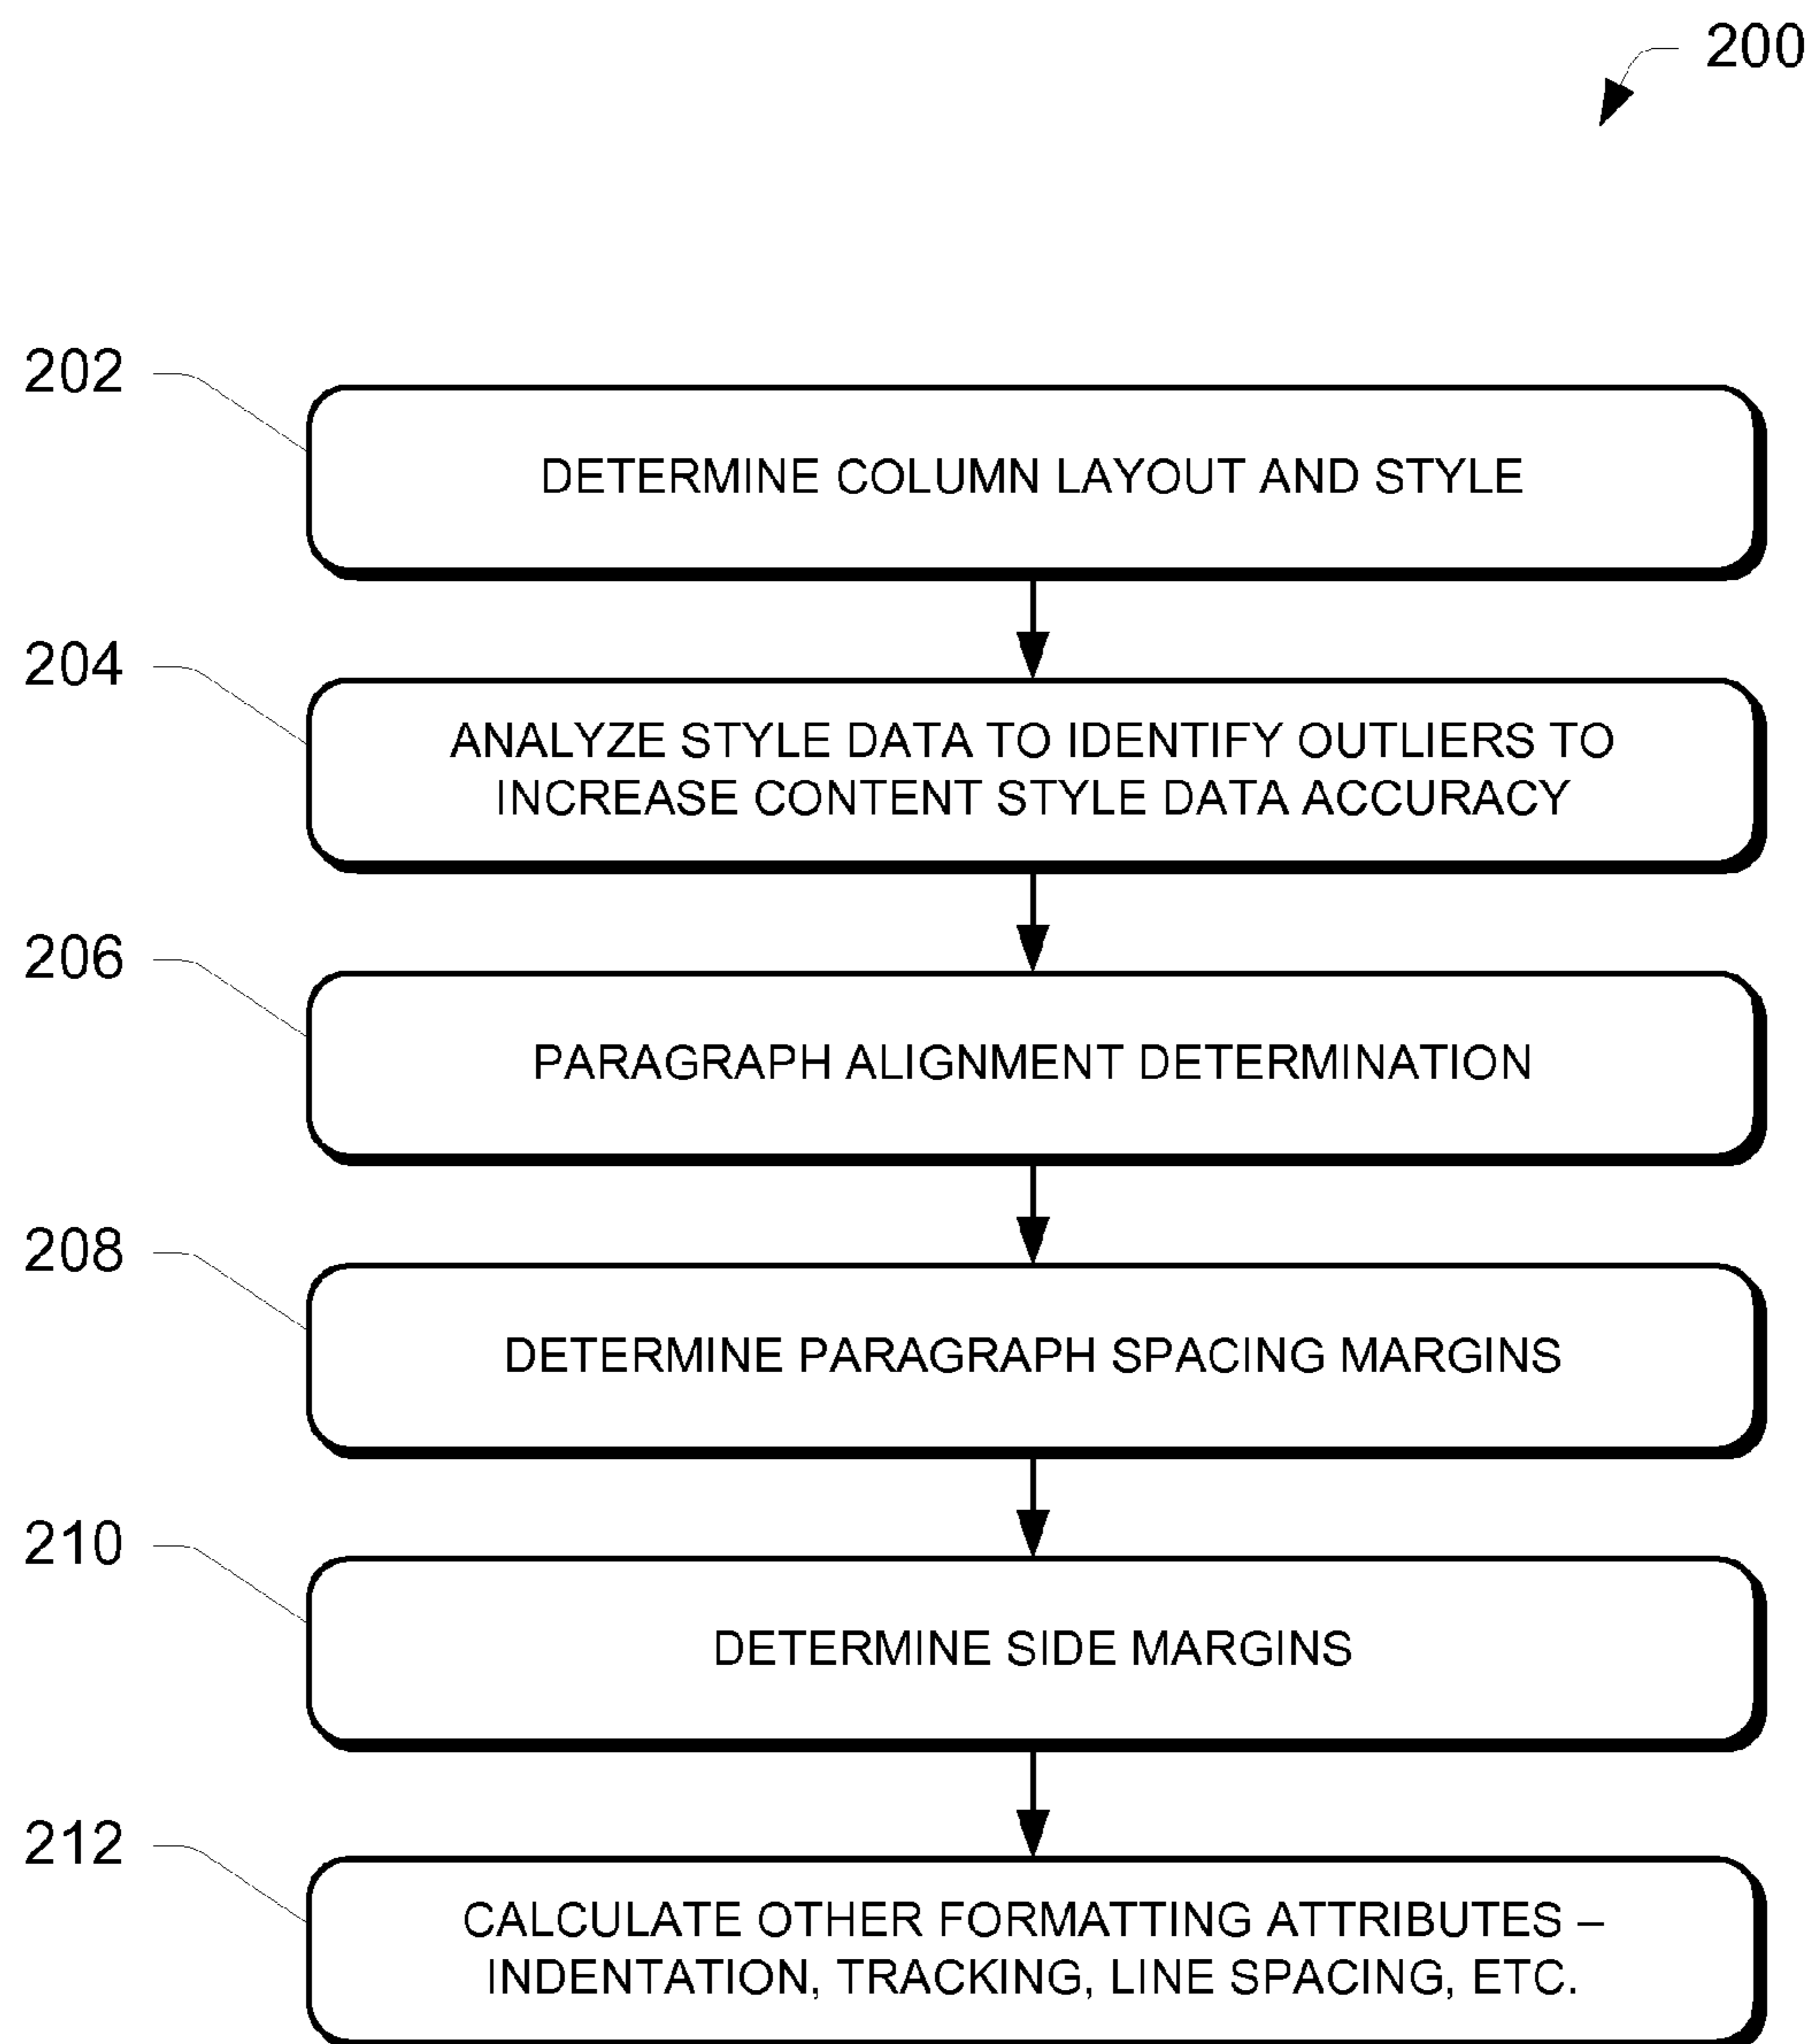 200
202
DETERMINE COLUMN LAYOUT AND STYLE
204
ANALYZE STYLE DATA TO IDENTIFY OUTLIERS TO
INCREASE CONTENT STYLE DATA ACCURACY
206
PARAGRAPH ALIGNMENT DETERMINATION
208
DETERMINE PARAGRAPH SPACING MARGINS
210
DETERMINE SIDE MARGINS
212
CALCULATE OTHER FORMATTING ATTRIBUTES –
INDENTATION, TRACKING, LINE SPACING, ETC.